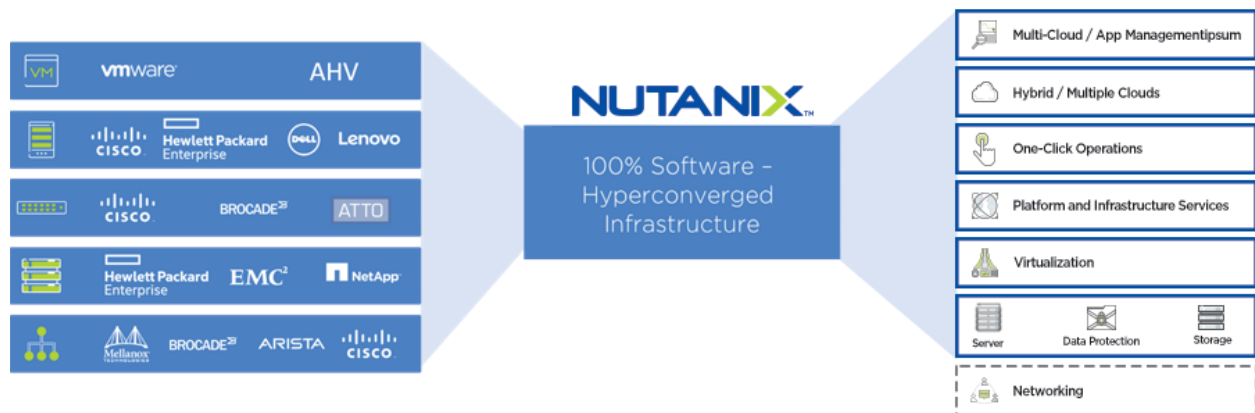 VM vmware AHV
CISCO Hewlett Packard Enterprise DELL Lenovo
CISCO BROCADE ATTO
Hewlett Packard Enterprise EMC² NetApp
Mellanox TECHNOLOGIES BROCADE ARISTA CISCO
NUTANIX™
100% Software –
Hyperconverged
Infrastructure
Multi-Cloud / App Managementipsum
Hybrid / Multiple Clouds
One-Click Operations
Platform and Infrastructure Services
Virtualization
Server Data Protection Storage
Networking